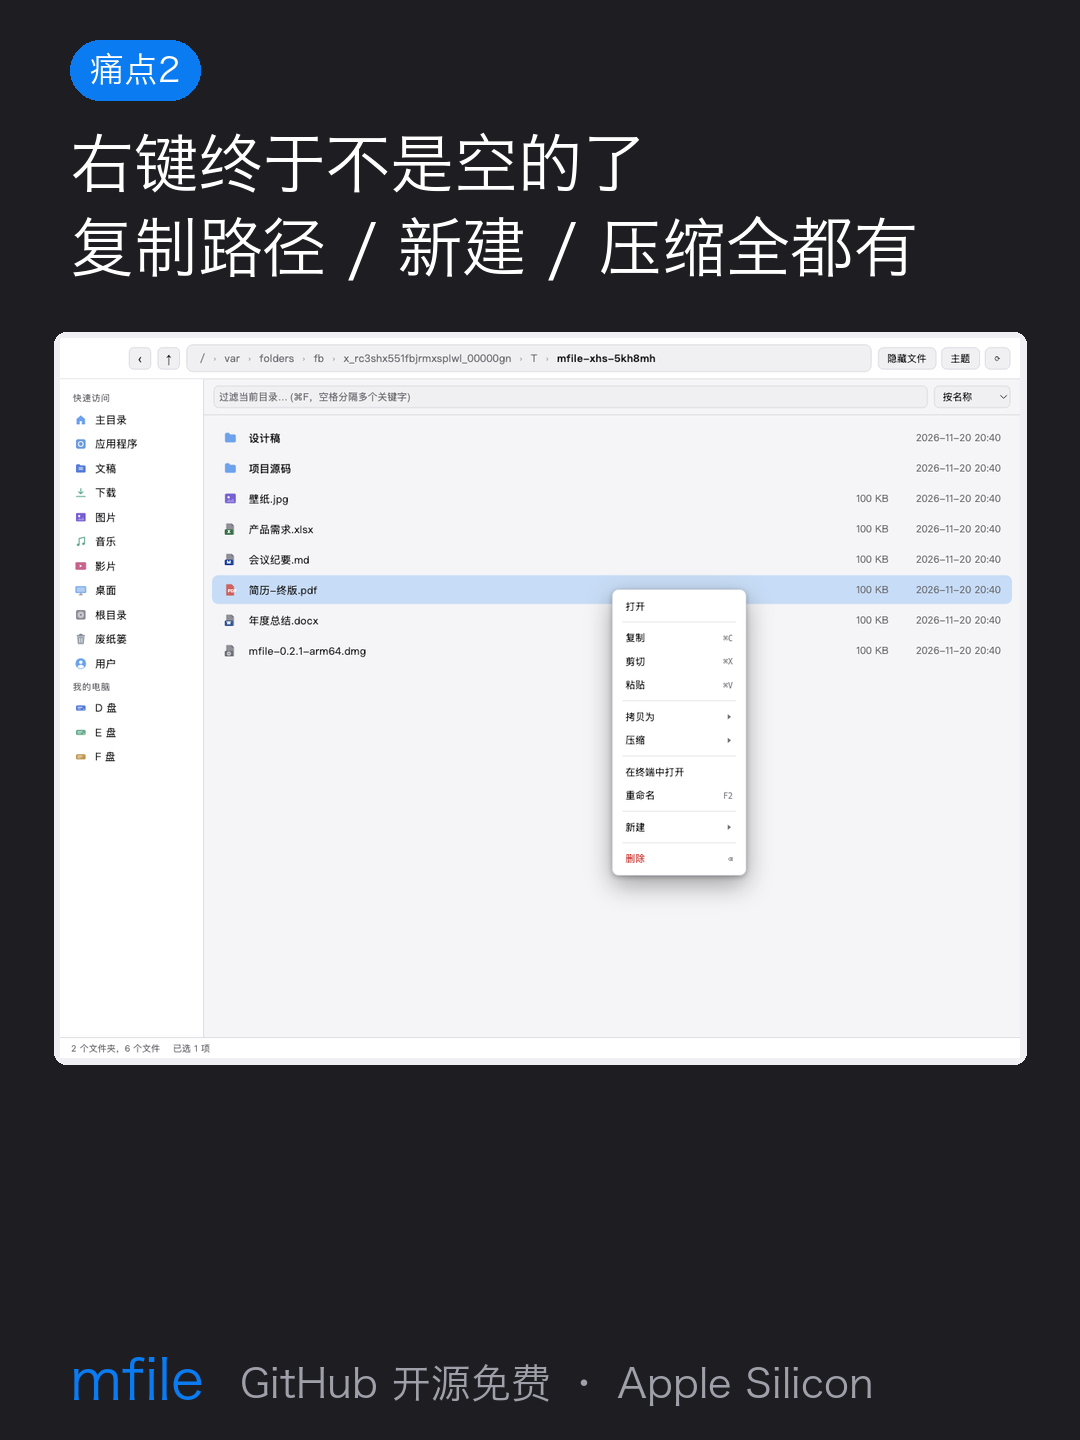 痛点2
右键终于不是空的了
复制路径 / 新建 / 压缩全都有
‹ ↑ / › var › folders › fb › x_rc3shx551fbjrmxsplwl_00000gn › T › mfile-xhs-5kh8mh 隐藏文件 主题
快速访问
过滤当前目录... (⌘F，空格分隔多个关键字) 按名称
主目录
应用程序
文稿
下载
图片
音乐
影片
桌面
根目录
废纸篓
用户
我的电脑
D 盘
E 盘
F 盘
设计稿 2026-11-20 20:40
项目源码 2026-11-20 20:40
壁纸.jpg 100 KB 2026-11-20 20:40
产品需求.xlsx 100 KB 2026-11-20 20:40
会议纪要.md 100 KB 2026-11-20 20:40
简历-终版.pdf 100 KB 2026-11-20 20:40
年度总结.docx 100 KB 2026-11-20 20:40
mfile-0.2.1-arm64.dmg 100 KB 2026-11-20 20:40
打开
复制 ⌘C
剪切 ⌘X
粘贴 ⌘V
拷贝为
压缩
在终端中打开
重命名 F2
新建
删除
2 个文件夹，6 个文件 已选 1 项
mfile GitHub 开源免费 · Apple Silicon